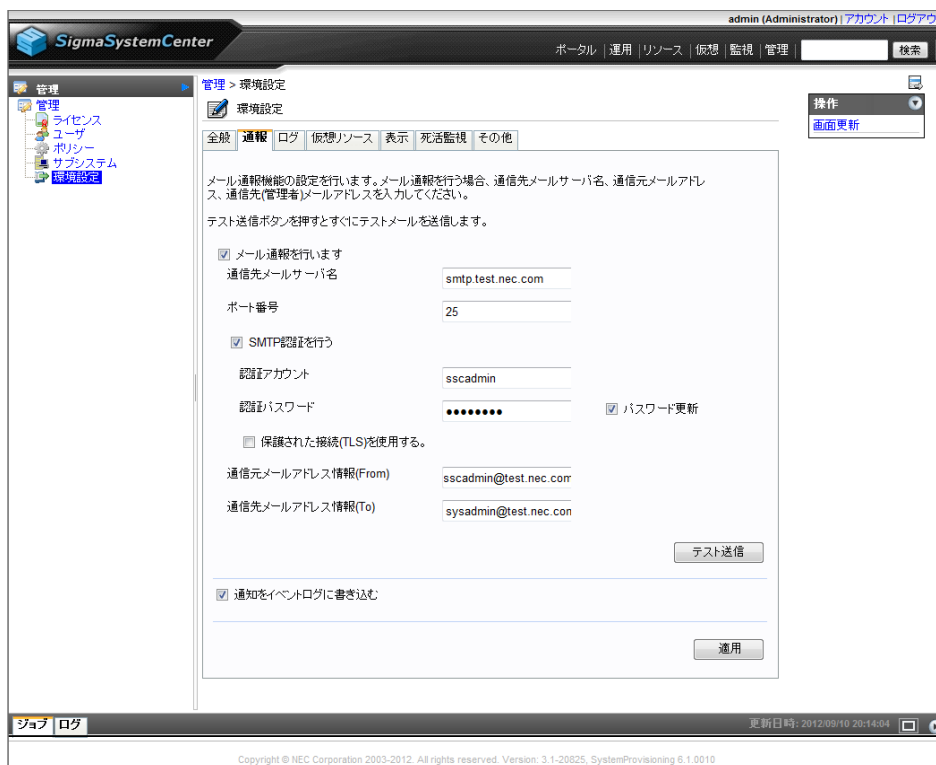 admin (Administrator) | アカウント | ログアウ
SigmaSystemCenter
ポータル | 運用 | リソース | 仮想 | 監視 | 管理 | 検索
管理
管理
ライセンス
ユーザ
ポリシー
サブシステム
環境設定
管理 > 環境設定
環境設定
全般 通報 ログ 仮想リソース 表示 死活監視 その他
メール通報機能の設定を行います。メール通報を行う場合、通信先メールサーバ名、通信元メールアドレ
ス、通信先(管理者)メールアドレスを入力してください。
テスト送信ボタンを押すとすぐにテストメールを送信します。
メール通報を行います
通信先メールサーバ名 smtp.test.nec.com
ポート番号 25
SMTP認証を行う
認証アカウント sscadmin
認証パスワード ●●●●●●●● パスワード更新
保護された接続(TLS)を使用する。
通信元メールアドレス情報(From) sscadmin@test.nec.com
通信先メールアドレス情報(To) sysadmin@test.nec.con
テスト送信
通知をイベントログに書き込む
適用
操作
画面更新
ジョブ ログ
更新日時: 2012/09/10 20:14:04
Copyright © NEC Corporation 2003-2012. All rights reserved. Version: 3.1-20825, SystemProvisioning 6.1.0010